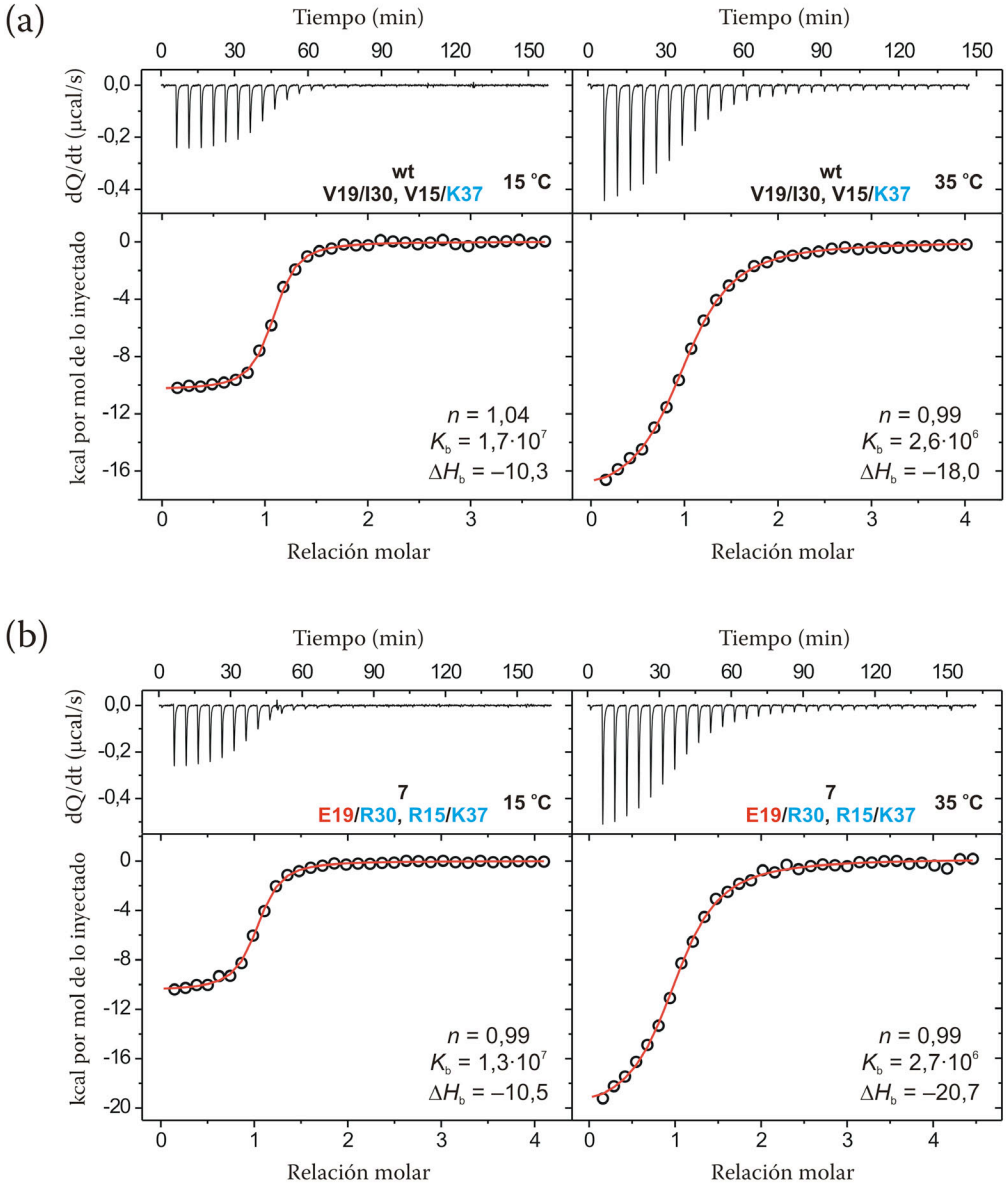 (a)
Tiempo (min)
0 30 60 90 120 150
Tiempo (min)
0 30 60 90 120 150
dQ/dt (µcal/s)
0,0
-0,2
-0,4
wt
V19/I30, V15/K37
15 °C
wt
V19/I30, V15/K37
35 °C
kcal por mol de lo inyectado
0
-4
-8
-12
-16
n = 1,04
K_b = 1,7·10^7
ΔH_b = –10,3
n = 0,99
K_b = 2,6·10^6
ΔH_b = –18,0
0 1 2 3
Relación molar
0 1 2 3 4
Relación molar
(b)
Tiempo (min)
0 30 60 90 120 150
Tiempo (min)
0 30 60 90 120 150
dQ/dt (µcal/s)
0,0
-0,2
-0,4
7
E19/R30, R15/K37
15 °C
7
E19/R30, R15/K37
35 °C
kcal por mol de lo inyectado
0
-4
-8
-12
-16
-20
n = 0,99
K_b = 1,3·10^7
ΔH_b = –10,5
n = 0,99
K_b = 2,7·10^6
ΔH_b = –20,7
0 1 2 3 4
Relación molar
0 1 2 3 4
Relación molar